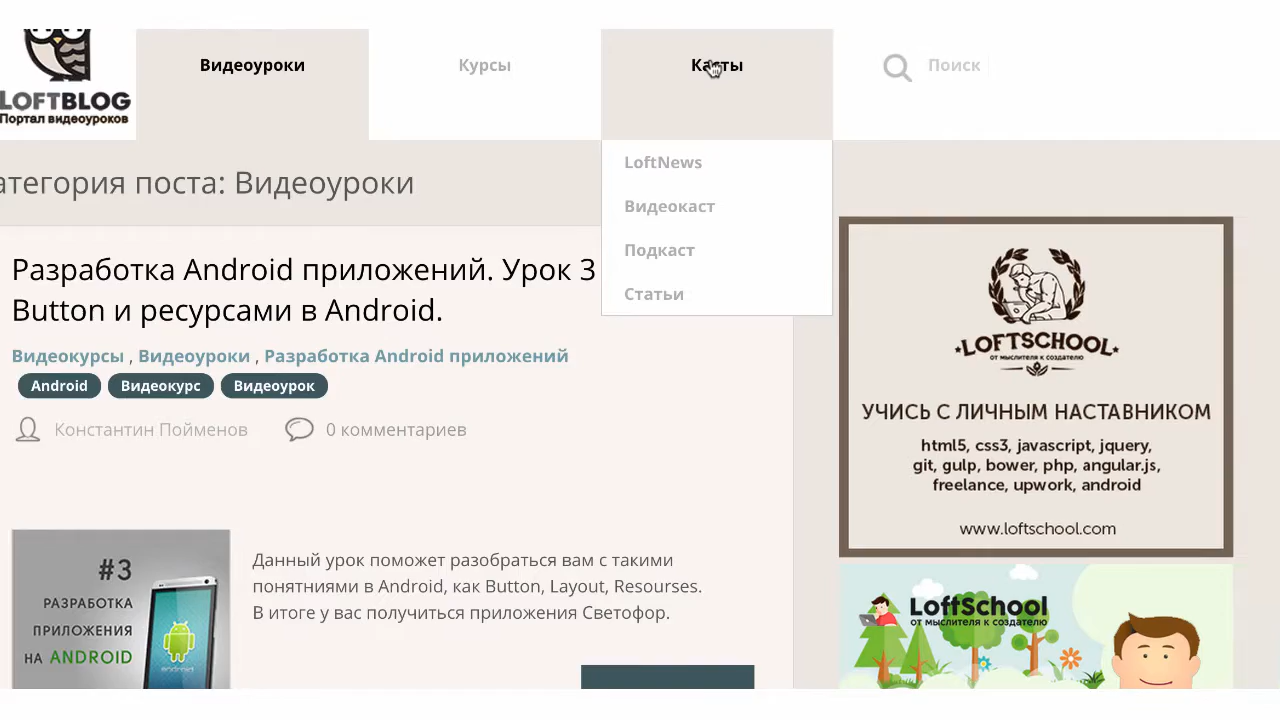 LOFTBLOG
Портал видеоуроков
Видеоуроки
Курсы
Касты
Поиск
LoftNews
Видеокаст
Подкаст
Статьи
атегория поста: Видеоуроки
Разработка Android приложений. Урок 3
Button и ресурсами в Android.
Видеокурсы , Видеоуроки , Разработка Android приложений
Android Видеокурс Видеоурок
Константин Пойменов 0 комментариев
#3
РАЗРАБОТКА
ПРИЛОЖЕНИЯ
НА ANDROID
android
Данный урок поможет разобраться вам с такими
понятниями в Android, как Button, Layout, Resourses.
В итоге у вас получиться приложения Светофор.
LOFTSCHOOL
от мыслителя к создателю
УЧИСЬ С ЛИЧНЫМ НАСТАВНИКОМ
html5, css3, javascript, jquery,
git, gulp, bower, php, angular.js,
freelance, upwork, android
www.loftschool.com
LoftSchool
от мыслителя к создателю